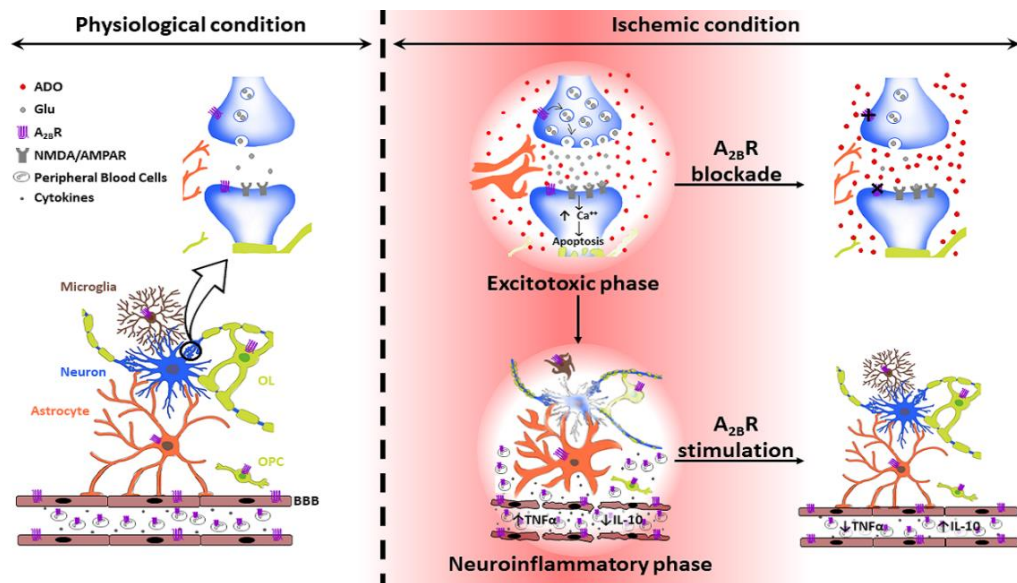 Physiological condition
Ischemic condition
ADO
Glu
A2BR
NMDA/AMPAR
Peripheral Blood Cells
Cytokines
↑ Ca++
Apoptosis
Excitotoxic phase
A2BR
blockade
Microglia
Neuron
Astrocyte
OL
OPC
BBB
↑TNFα ↓IL-10
Neuroinflammatory phase
A2BR
stimulation
↓TNFα ↑IL-10